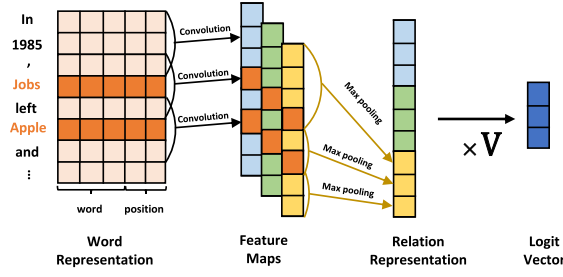 In
1985
,
Jobs
left
Apple
and
⋮
word
position
Convolution
Convolution
Convolution
Max pooling
Max pooling
Max pooling
× V
Word
Representation
Feature
Maps
Relation
Representation
Logit
Vector